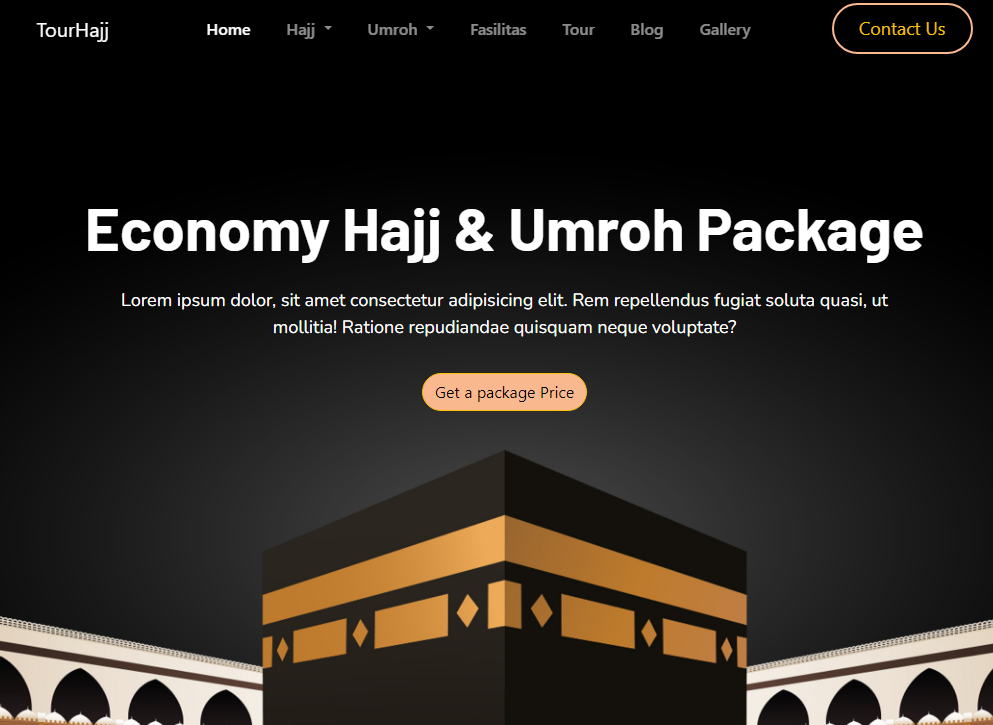 TourHajj
Home
Hajj
Umroh
Fasilitas
Tour
Blog
Gallery
Contact Us
Economy Hajj & Umroh Package
Lorem ipsum dolor, sit amet consectetur adipisicing elit. Rem repellendus fugiat soluta quasi, ut
mollitia! Ratione repudiandae quisquam neque voluptate?
Get a package Price